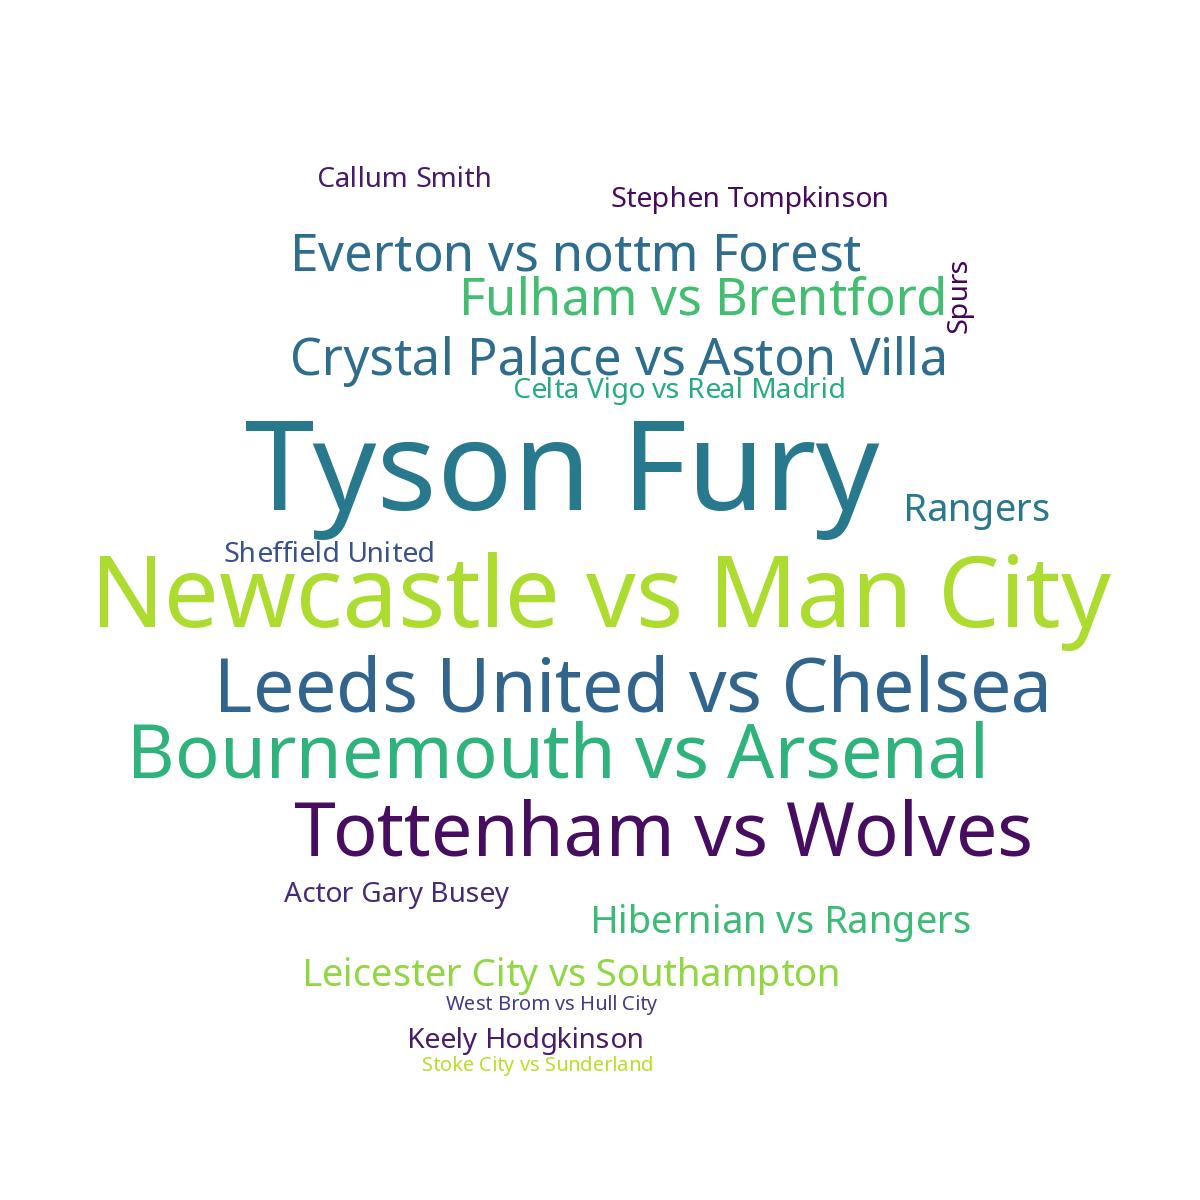 Callum Smith
Stephen Tompkinson
Everton vs nottm Forest
Spurs
Fulham vs Brentford
Crystal Palace vs Aston Villa
Celta Vigo vs Real Madrid
Tyson Fury
Rangers
Sheffield United
Newcastle vs Man City
Leeds United vs Chelsea
Bournemouth vs Arsenal
Tottenham vs Wolves
Actor Gary Busey
Hibernian vs Rangers
Leicester City vs Southampton
West Brom vs Hull City
Keely Hodgkinson
Stoke City vs Sunderland